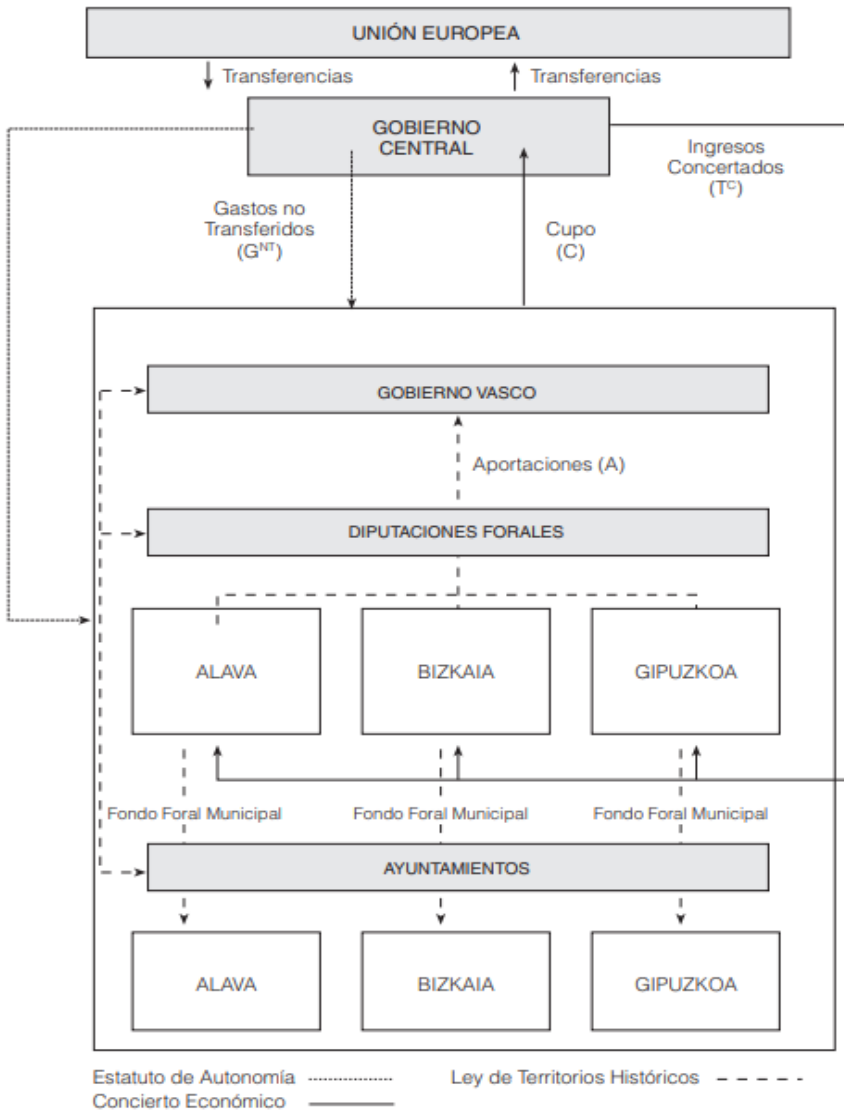 UNIÓN EUROPEA
Transferencias
Transferencias
GOBIERNO
CENTRAL
Ingresos
Concertados
(Tᶜ)
Gastos no
Transferidos
(Gᴺᵀ)
Cupo
(C)
GOBIERNO VASCO
Aportaciones (A)
DIPUTACIONES FORALES
ALAVA
BIZKAIA
GIPUZKOA
Fondo Foral Municipal
Fondo Foral Municipal
Fondo Foral Municipal
AYUNTAMIENTOS
ALAVA
BIZKAIA
GIPUZKOA
Estatuto de Autonomía
Ley de Territorios Históricos
Concierto Económico